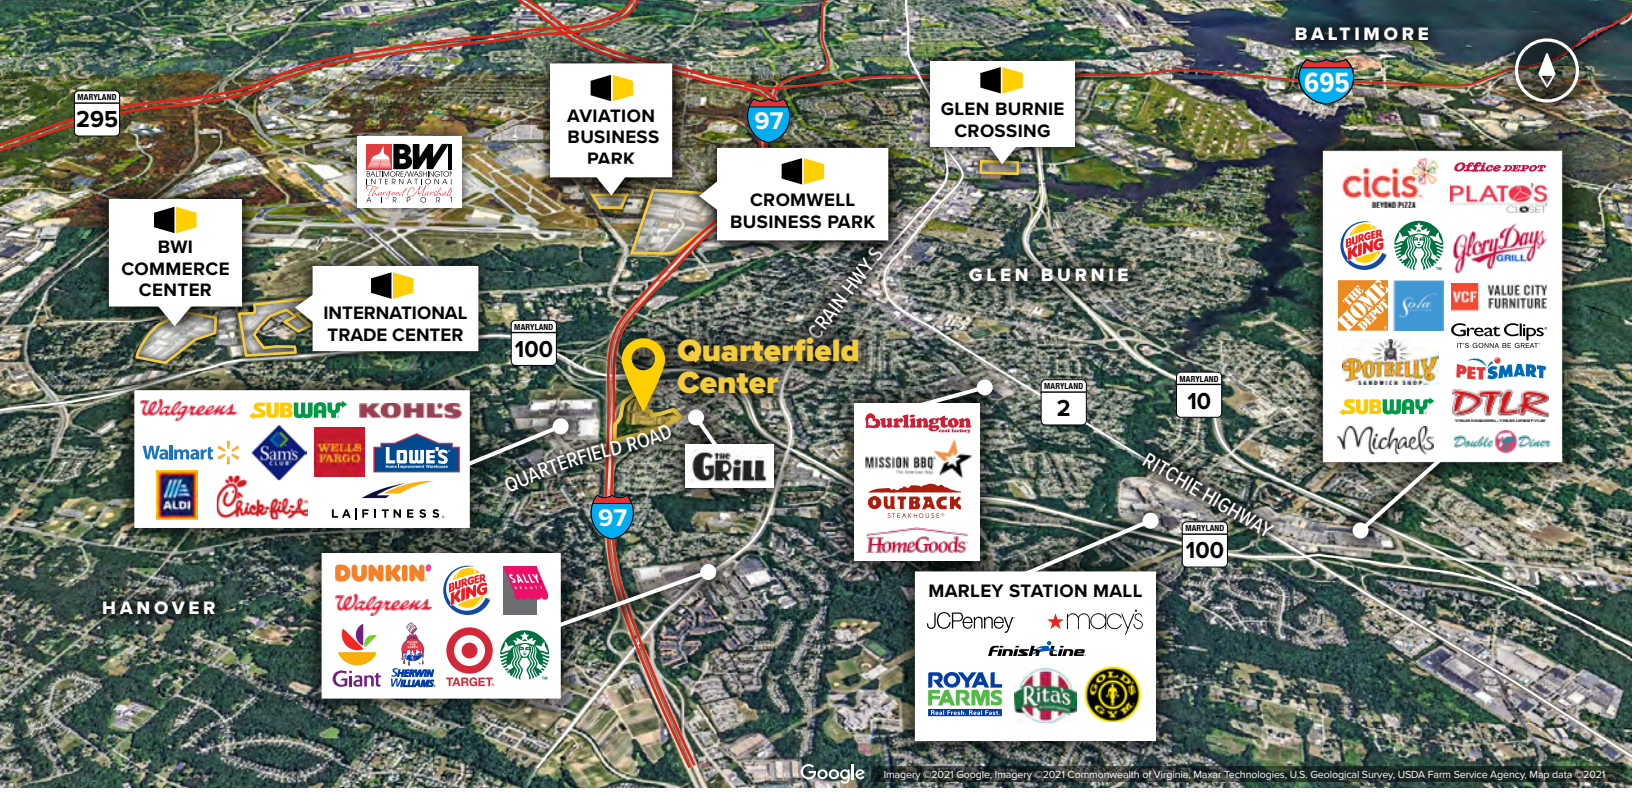 BALTIMORE
695
MARYLAND
295
97
AVIATION
BUSINESS
PARK
GLEN BURNIE
CROSSING
BWI
BALTIMORE/WASHINGTON
INTERNATIONAL
Thurgood Marshall
AIRPORT
CROMWELL
BUSINESS PARK
BWI
COMMERCE
CENTER
INTERNATIONAL
TRADE CENTER
MARYLAND
100
CRAIN HWY S
GLEN BURNIE
Quarterfield
Center
QUARTERFIELD ROAD
97
MARYLAND
2
MARYLAND
10
RITCHIE HIGHWAY
MARYLAND
100
HANOVER
Walgreens SUBWAY KOHL'S
Walmart Sam's CLUB WELLS FARGO LOWE'S
Home Improvement Warehouse
ALDI Chick-fil-A LA|FITNESS.
THE
GRILL
Burlington
coat factory
MISSION BBQ
OUTBACK
STEAKHOUSE®
HomeGoods
DUNKIN'
BURGER KING
SALLY
BEAUTY
Walgreens
Giant
SHERWIN WILLIAMS.
TARGET
MARLEY STATION MALL
JCPenney macy's
Finish Line
ROYAL
FARMS
Real Fresh. Real Fast.
Rita's
GOLD'S GYM
cicis
BEYOND PIZZA
Office DEPOT
PLATO'S
CLOSET
BURGER KING
Glory Days
GRILL
THE HOME DEPOT
Sola
VCF VALUE CITY
FURNITURE
Great Clips
IT'S GONNA BE GREAT
POTBELLY
SANDWICH SHOP
PETSMART
SUBWAY
DTLR
Michaels
Double T Diner
Google
Imagery ©2021 Google, Imagery ©2021 Commonwealth of Virginia, Maxar Technologies, U.S. Geological Survey, USDA Farm Service Agency, Map data ©2021